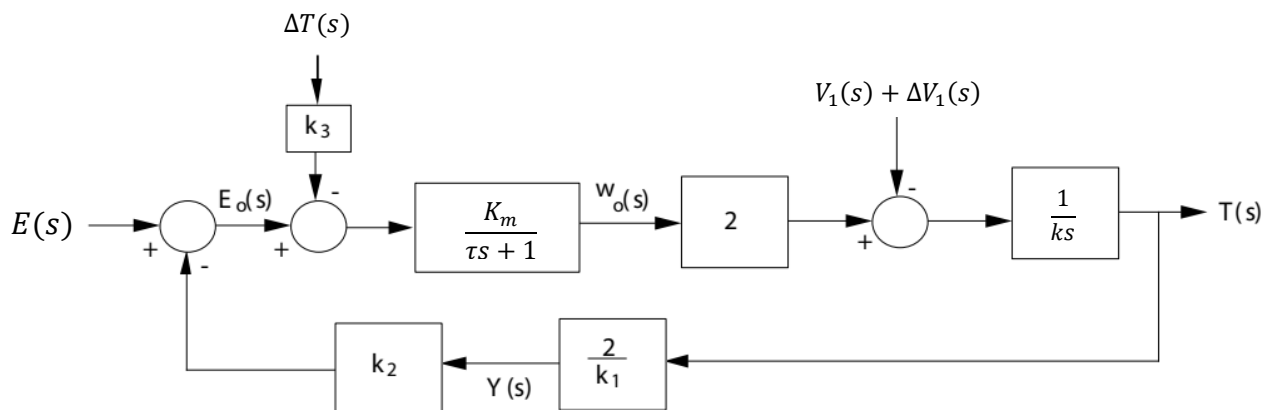 ΔT(s)
V₁(s) + ΔV₁(s)
k₃
-
E(s)
+
-
Eₒ(s)
+
Kₘ
τs + 1
wₒ(s)
2
+
-
1
ks
T(s)
k₂
Y(s)
2
k₁